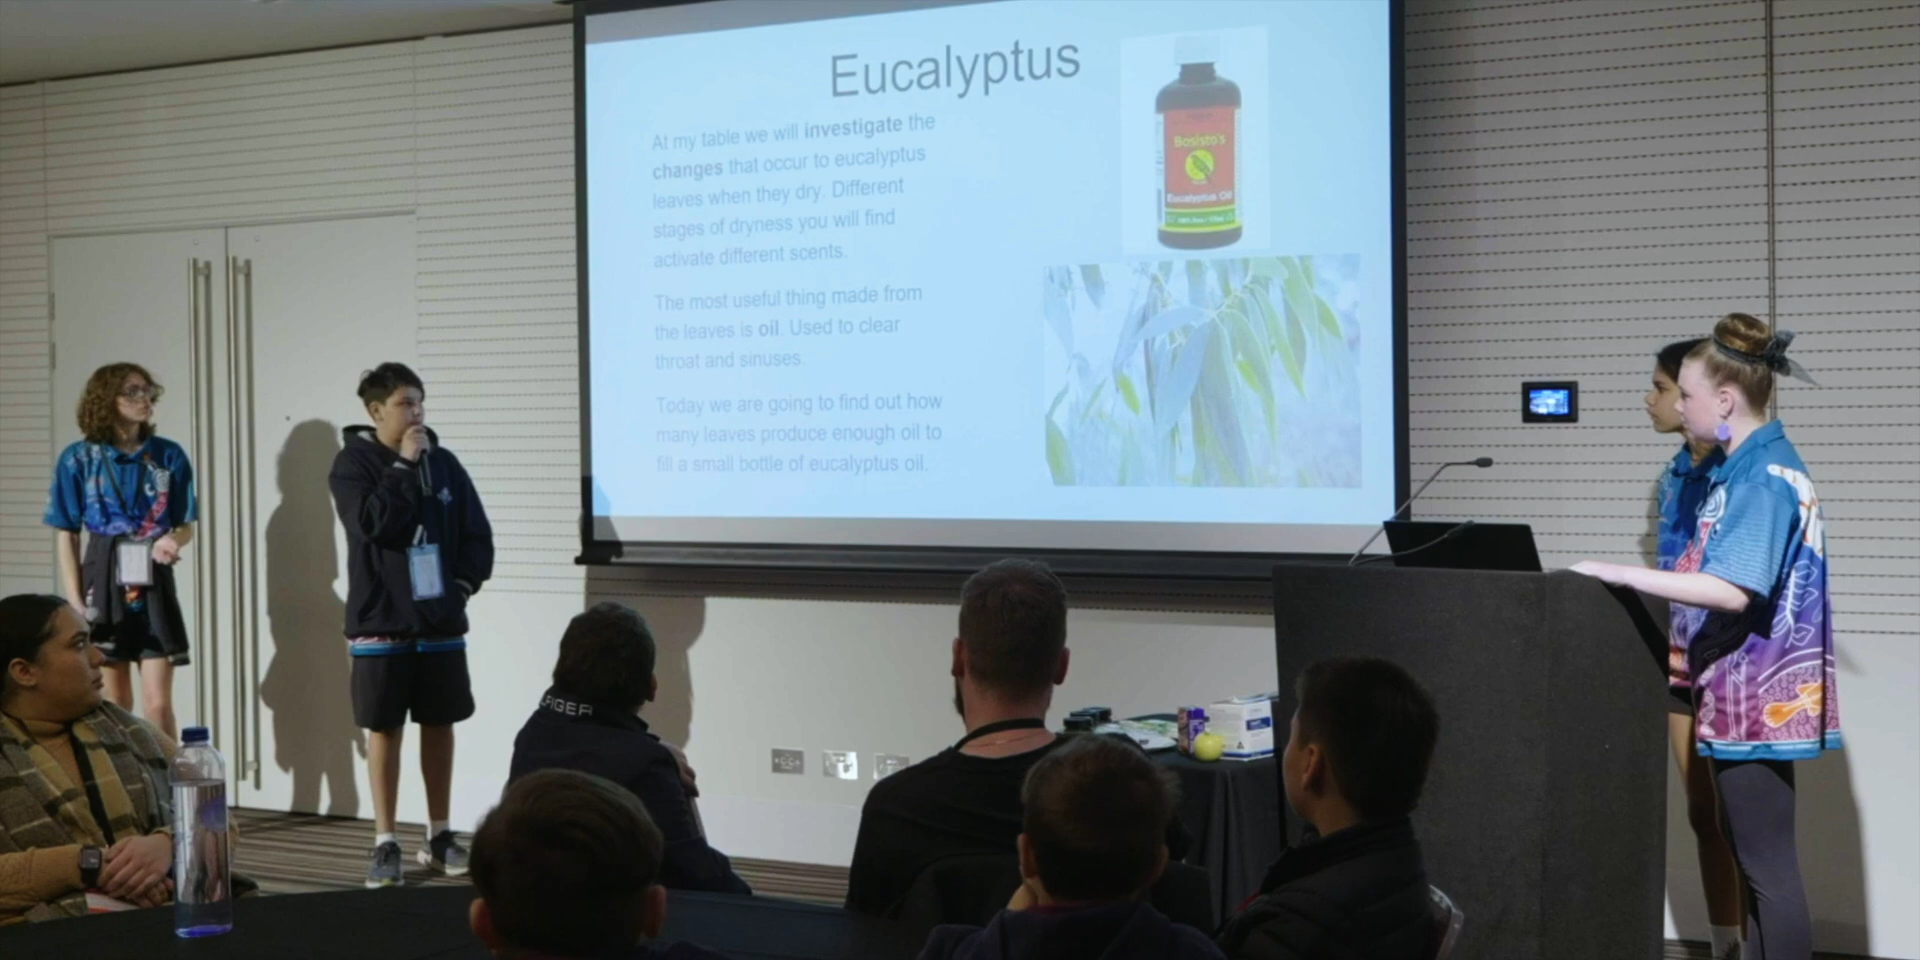 Eucalyptus
At my table we will investigate the
changes that occur to eucalyptus
leaves when they dry. Different
stages of dryness you will find
activate different scents.
The most useful thing made from
the leaves is oil. Used to clear
throat and sinuses.
Today we are going to find out how
many leaves produce enough oil to
fill a small bottle of eucalyptus oil.
Bosisto's
Eucalyptus Oil
LFIGER